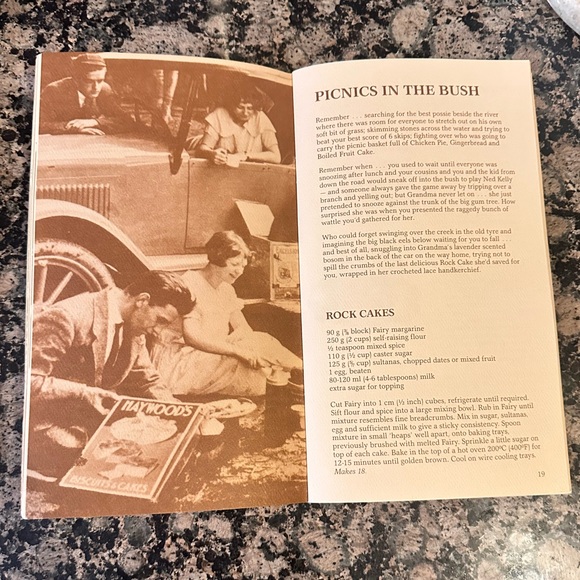 HAYWOOD'S
BISCUITS & CAKES
PICNICS IN THE BUSH
Remember . . . searching for the best possie beside the river
where there was room for everyone to stretch out on his own
soft bit of grass; skimming stones across the water and trying to
beat your best score of 6 skips; fighting over who was going to
carry the picnic basket full of Chicken Pie, Gingerbread and
Boiled Fruit Cake.
Remember when . . . you used to wait until everyone was
snoozing after lunch and your cousins and you and the kid from
down the road would sneak off into the bush to play Ned Kelly
— and someone always gave the game away by tripping over a
branch and yelling out; but Grandma never let on . . . she just
pretended to snooze against the trunk of the big gum tree. How
surprised she was when you presented the raggedy bunch of
wattle you'd gathered for her.
Who could forget swinging over the creek in the old tyre and
imagining the big black eels below waiting for you to fall . . .
and best of all, snuggling into Grandma's lavender scented
bosom in the back of the car on the way home, trying not to
spill the crumbs of the last delicious Rock Cake she'd saved for
you, wrapped in her crocheted lace handkerchief.
ROCK CAKES
90 g (⅜ block) Fairy margarine
250 g (2 cups) self-raising flour
½ teaspoon mixed spice
110 g (½ cup) caster sugar
125 g (¾ cup) sultanas, chopped dates or mixed fruit
1 egg, beaten
80-120 ml (4-6 tablespoons) milk
extra sugar for topping
Cut Fairy into 1 cm (½ inch) cubes, refrigerate until required.
Sift flour and spice into a large mixing bowl. Rub in Fairy until
mixture resembles fine breadcrumbs. Mix in sugar, sultanas,
egg and sufficient milk to give a sticky consistency. Spoon
mixture in small 'heaps' well apart, onto baking trays,
previously brushed with melted Fairy. Sprinkle a little sugar on
top of each cake. Bake in the top of a hot oven 200°C (400°F) for
12-15 minutes until golden brown. Cool on wire cooling trays.
Makes 18.
19